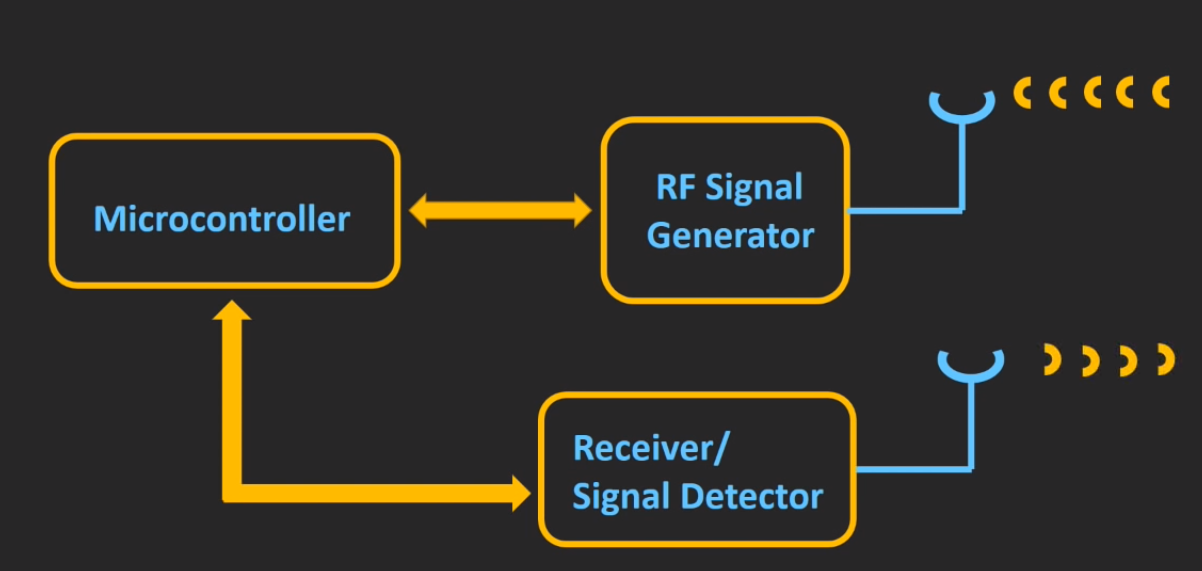 Microcontroller
RF Signal
Generator
Receiver/
Signal Detector